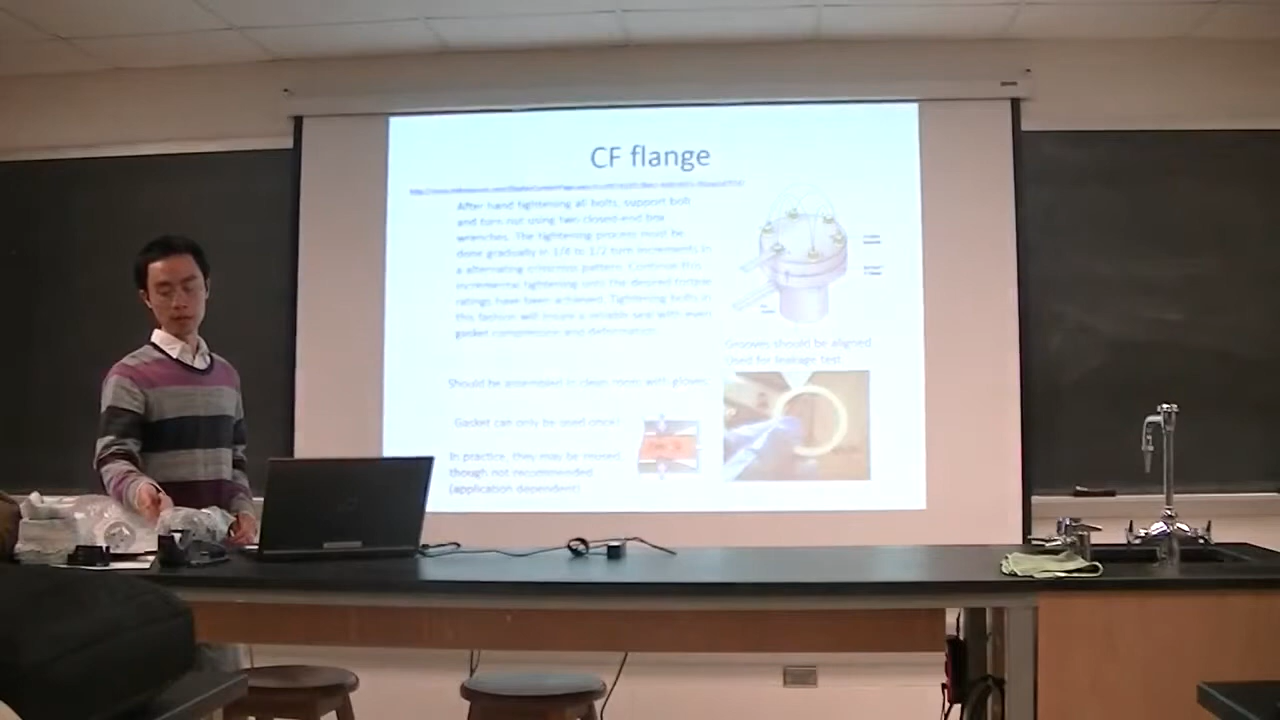 CF flange
After hand tightening all bolts, support bolt
and turn nut using two closed-end box
wrenches. The tightening process must be
done gradually in 1/4 to 1/2 turn increments in
a alternating crisscross pattern. Continue this
incremental tightening until the desired torque
ratings have been achieved. Tightening bolts in
this fashion will insure a reliable seal with even
gasket compression and deformation.
Grooves should be aligned
Used for leakage test
Should be assembled in clean room with gloves
Gasket can only be used once!
In practice, they may be reused,
though not recommended
(application dependent)